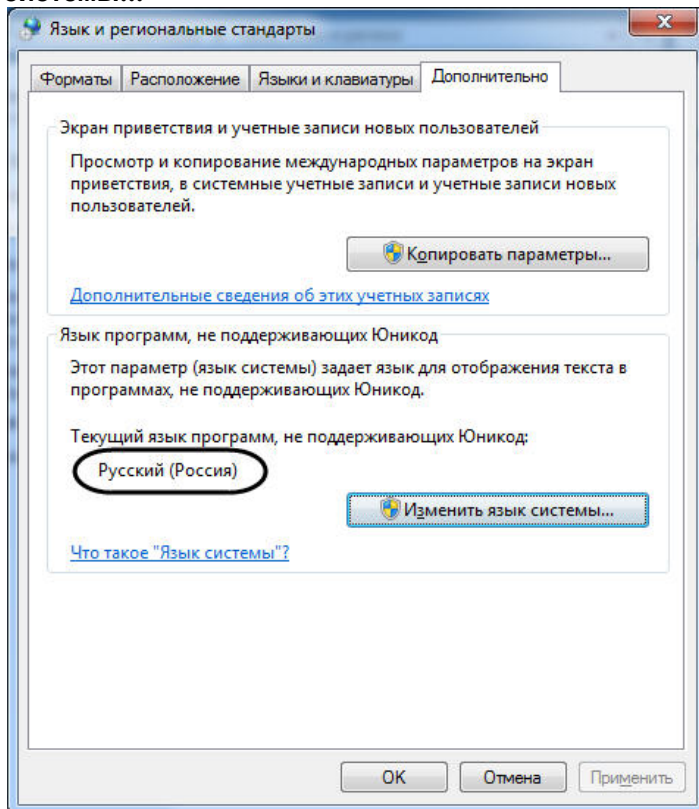 Язык и региональные стандарты
Форматы Расположение Языки и клавиатуры Дополнительно
Экран приветствия и учетные записи новых пользователей
Просмотр и копирование международных параметров на экран
приветствия, в системные учетные записи и учетные записи новых
пользователей.
Копировать параметры...
Дополнительные сведения об этих учетных записях
Язык программ, не поддерживающих Юникод
Этот параметр (язык системы) задает язык для отображения текста в
программах, не поддерживающих Юникод.
Текущий язык программ, не поддерживающих Юникод:
Русский (Россия)
Изменить язык системы...
Что такое "Язык системы"?
OK Отмена Применить